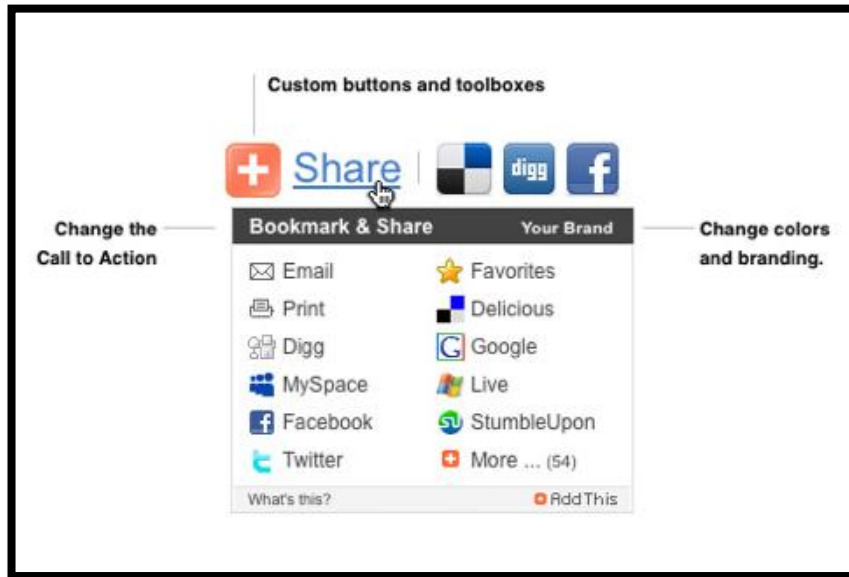 Custom buttons and toolboxes
Share
digg
Change the
Call to Action
Bookmark & Share Your Brand
Change colors
and branding.
Email Favorites
Print Delicious
Digg Google
MySpace Live
Facebook StumbleUpon
Twitter More ... (54)
What's this? AddThis